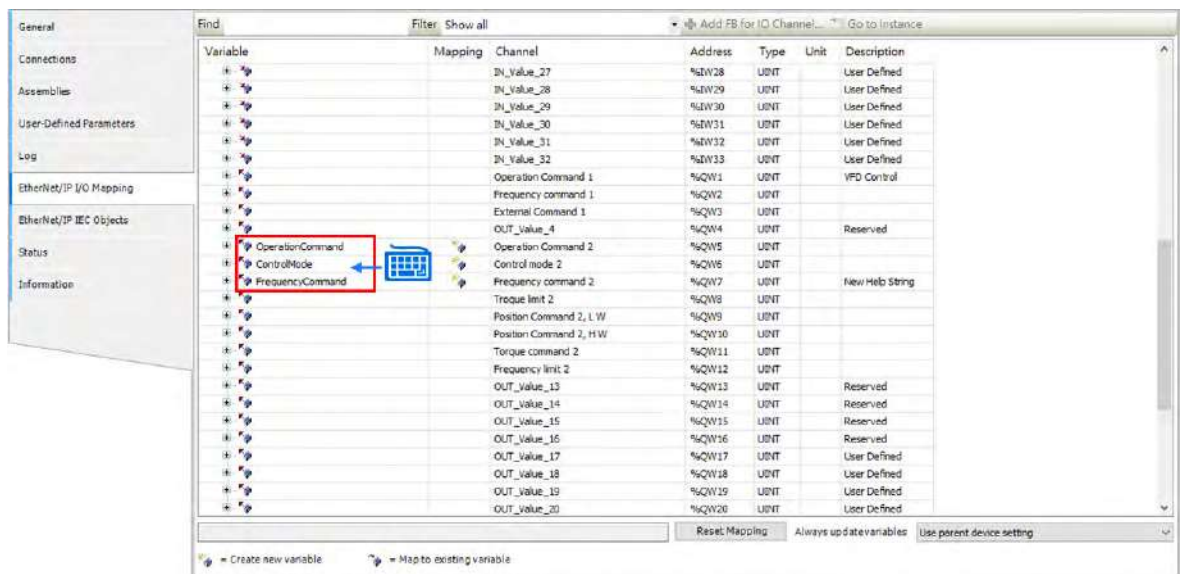 General
Connections
Assemblies
User-Defined Parameters
Log
EtherNet/IP I/O Mapping
EtherNet/IP IEC Objects
Status
Information
Find Filter Show all Add FB for IO Channel... Go to Instance
Variable Mapping Channel Address Type Unit Description
IN_Value_27 %IW28 UINT User Defined
IN_Value_28 %IW29 UINT User Defined
IN_Value_29 %IW30 UINT User Defined
IN_Value_30 %IW31 UINT User Defined
IN_Value_31 %IW32 UINT User Defined
IN_Value_32 %IW33 UINT User Defined
Operation Command 1 %QW1 UINT VFD Control
Frequency command 1 %QW2 UINT
External Command 1 %QW3 UINT
OUT_Value_4 %QW4 UINT Reserved
OperationCommand Operation Command 2 %QW5 UINT
ControlMode Control mode 2 %QW6 UINT
FrequencyCommand Frequency command 2 %QW7 UINT New Help String
Troque limit 2 %QW8 UINT
Position Command 2, L W %QW9 UINT
Position Command 2, H W %QW10 UINT
Torque command 2 %QW11 UINT
Frequency limit 2 %QW12 UINT
OUT_Value_13 %QW13 UINT Reserved
OUT_Value_14 %QW14 UINT Reserved
OUT_Value_15 %QW15 UINT Reserved
OUT_Value_16 %QW16 UINT Reserved
OUT_Value_17 %QW17 UINT User Defined
OUT_Value_18 %QW18 UINT User Defined
OUT_Value_19 %QW19 UINT User Defined
OUT_Value_20 %QW20 UINT User Defined
Reset Mapping Always updatevariables Use parent device setting
= Create new variable = Map to existing variable